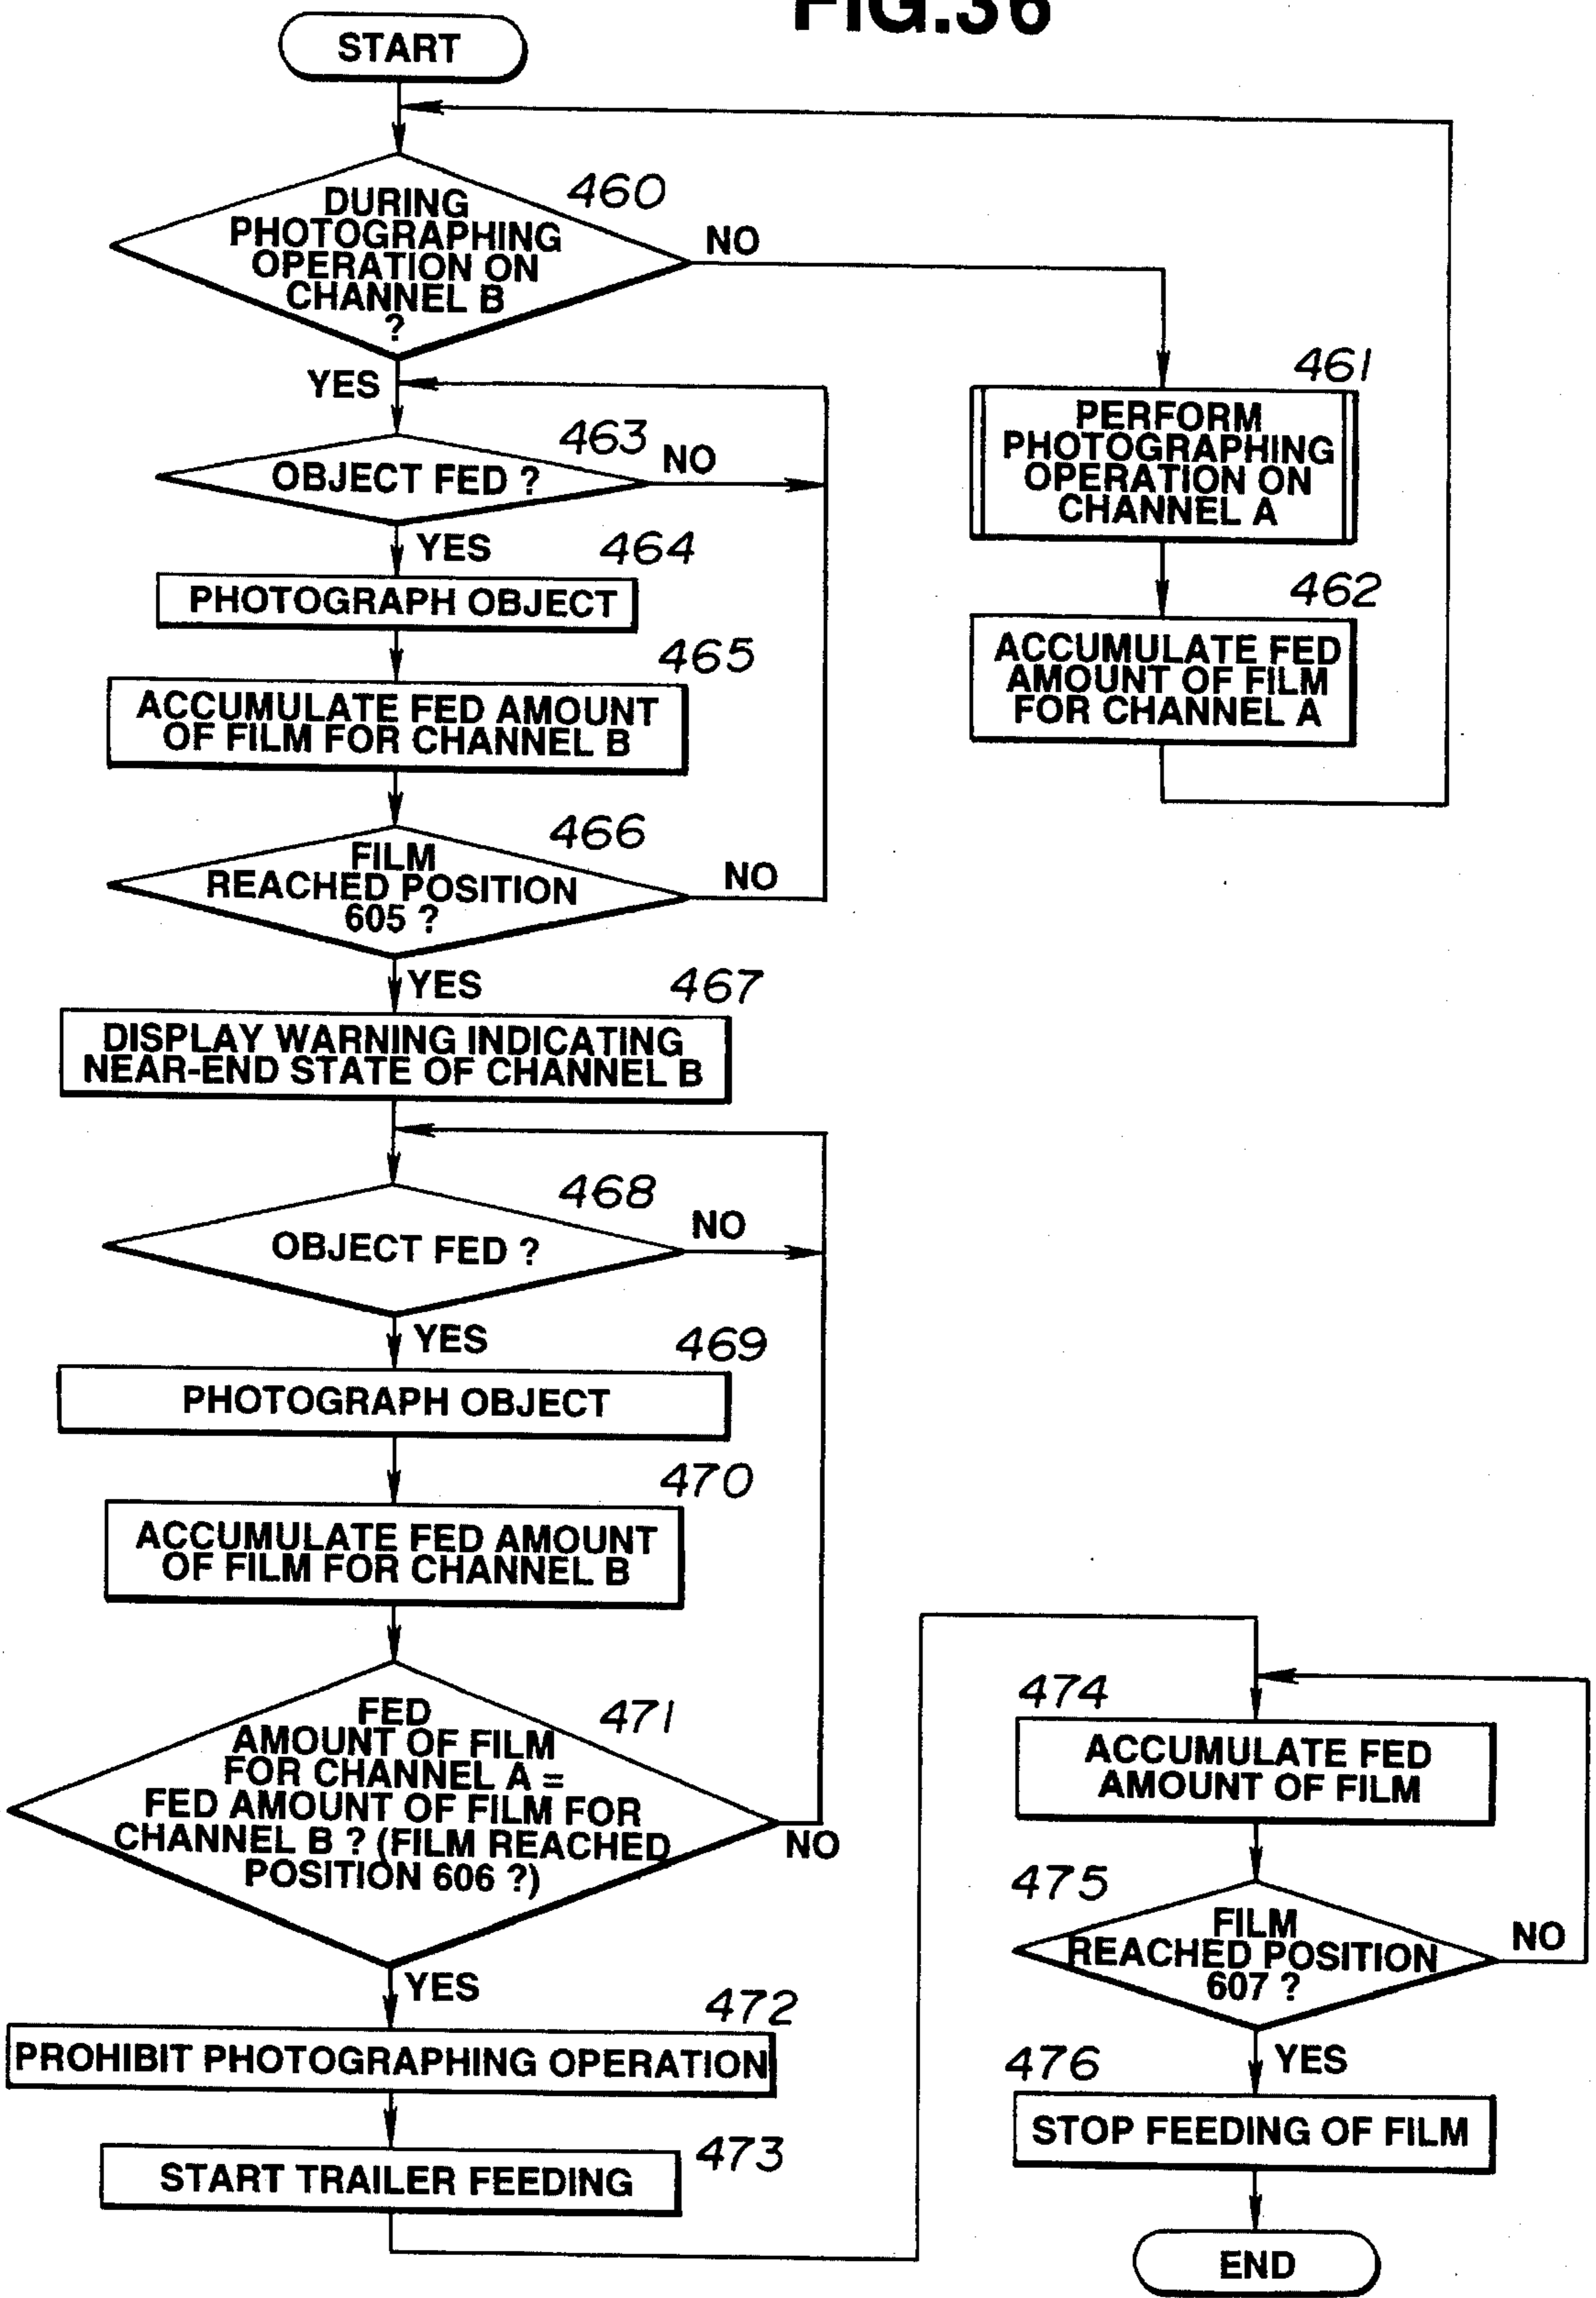 FIG.36
START
460
DURING
PHOTOGRAPHING
OPERATION ON
CHANNEL B
?
NO
YES
461
PERFORM
PHOTOGRAPHING
OPERATION ON
CHANNEL A
462
ACCUMULATE FED
AMOUNT OF FILM
FOR CHANNEL A
463
OBJECT FED ?
NO
YES
464
PHOTOGRAPH OBJECT
465
ACCUMULATE FED AMOUNT
OF FILM FOR CHANNEL B
466
FILM
REACHED POSITION
605 ?
NO
YES
467
DISPLAY WARNING INDICATING
NEAR-END STATE OF CHANNEL B
468
OBJECT FED ?
NO
YES
469
PHOTOGRAPH OBJECT
470
ACCUMULATE FED AMOUNT
OF FILM FOR CHANNEL B
471
FED
AMOUNT OF FILM
FOR CHANNEL A =
FED AMOUNT OF FILM FOR
CHANNEL B ? (FILM REACHED
POSITION 606 ?)
NO
YES
472
PROHIBIT PHOTOGRAPHING OPERATION
473
START TRAILER FEEDING
474
ACCUMULATE FED
AMOUNT OF FILM
475
FILM
REACHED POSITION
607 ?
NO
YES
476
STOP FEEDING OF FILM
END